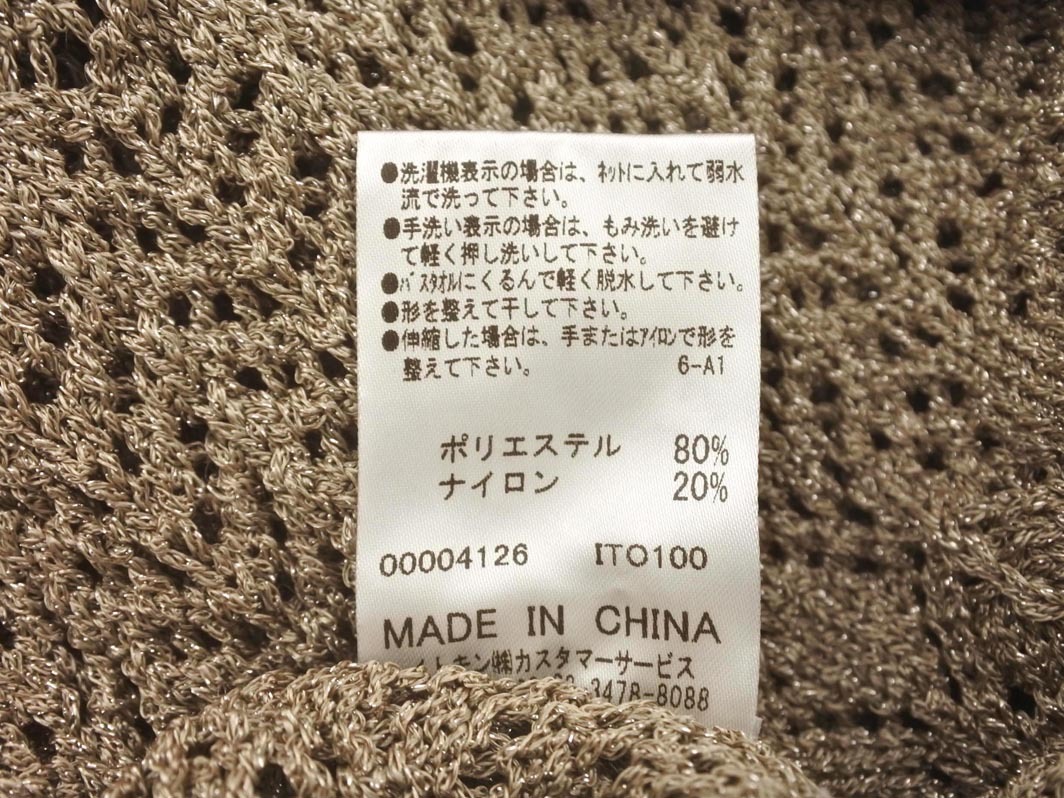 ●洗濯機表示の場合は、ﾈｯﾄに入れて弱水
流で洗って下さい。
●手洗い表示の場合は、もみ洗いを避け
て軽く押し洗いして下さい。
●ﾊﾞｽﾀｵﾙにくるんで軽く脱水して下さい。
●形を整えて干して下さい。
●伸縮した場合は、手またはｱｲﾛﾝで形を
整えて下さい。 6-A1
ポリエステル 80%
ナイロン 20%
00004126 ITO100
MADE IN CHINA
イトキン㈱カスタマーサービス
3478-8088